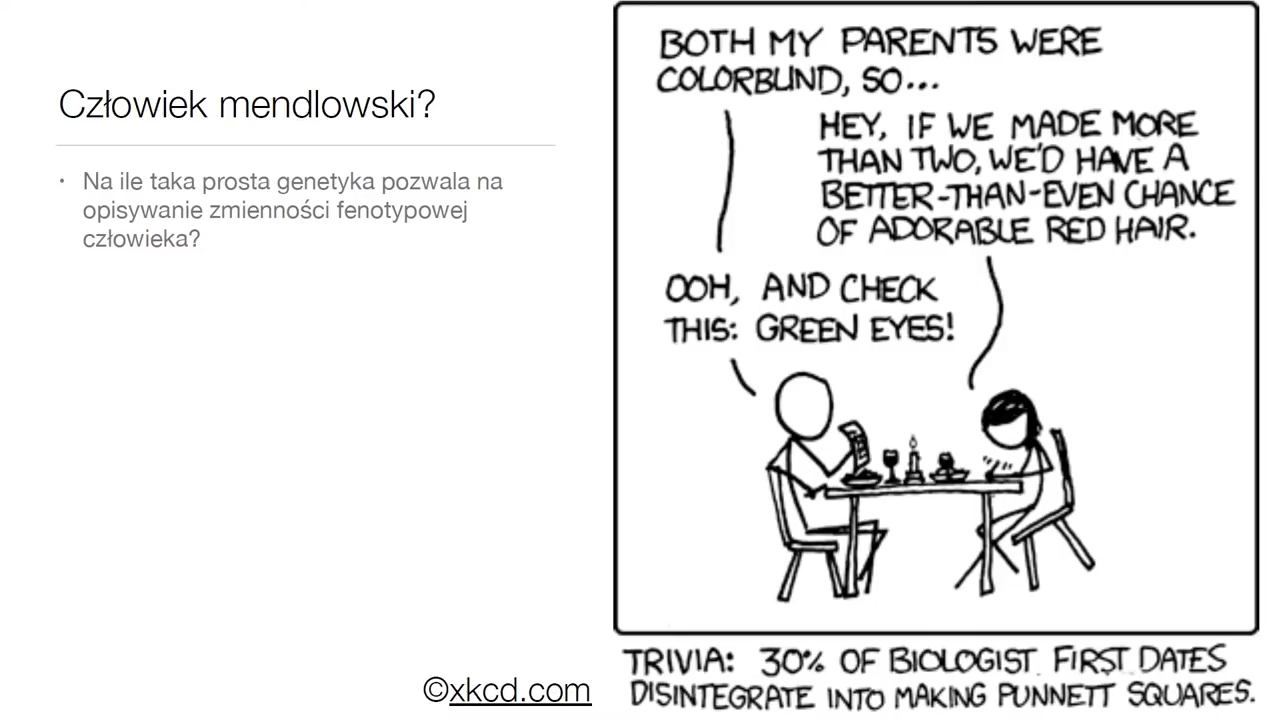 Człowiek mendlowski?
• Na ile taka prosta genetyka pozwala na
opisywanie zmienności fenotypowej
człowieka?
©xkcd.com
BOTH MY PARENTS WERE
COLORBLIND, SO...
HEY, IF WE MADE MORE
THAN TWO, WE'D HAVE A
BETTER-THAN-EVEN CHANCE
OF ADORABLE RED HAIR.
OOH, AND CHECK
THIS: GREEN EYES!
TRIVIA: 30% OF BIOLOGIST FIRST DATES
DISINTEGRATE INTO MAKING PUNNETT SQUARES.